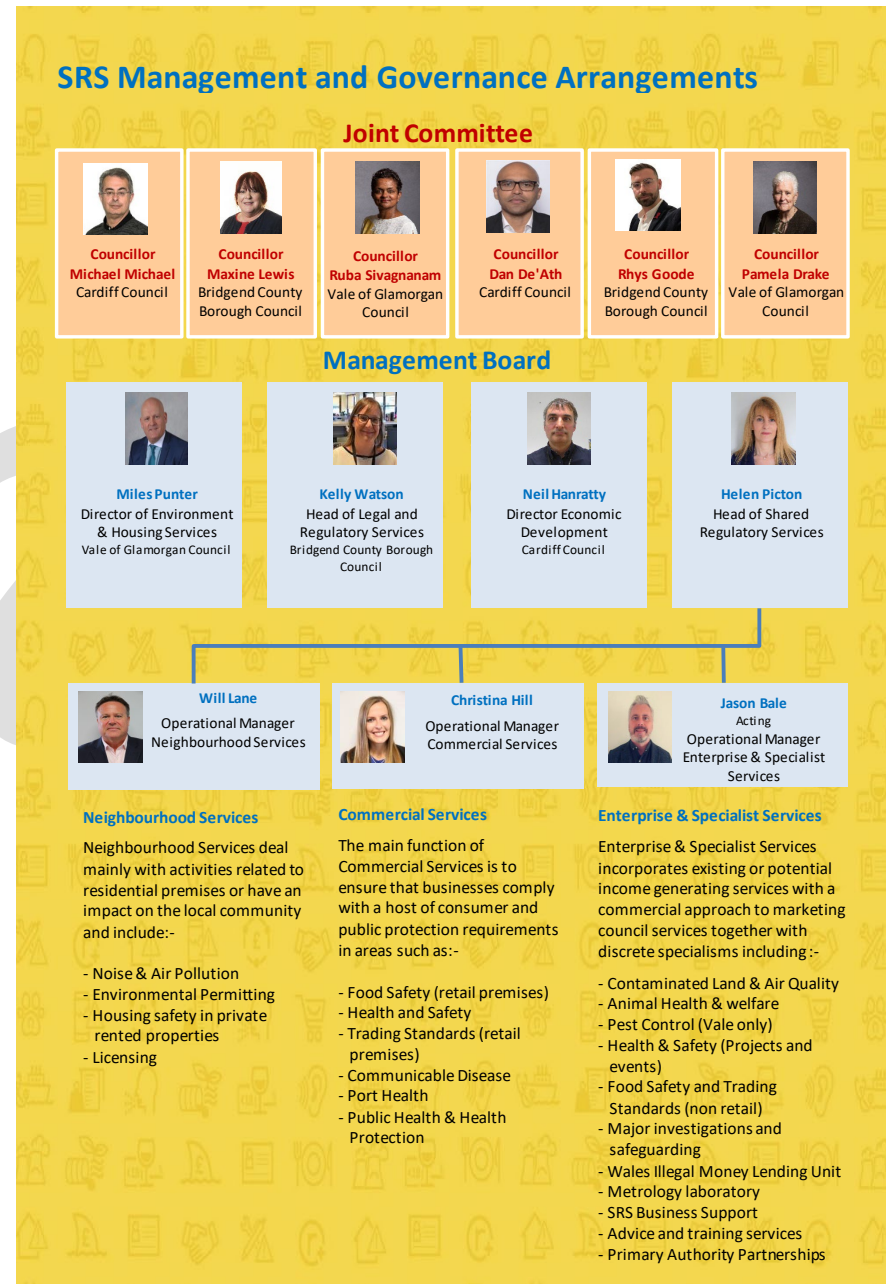 SRS Management and Governance Arrangements
Joint Committee
Councillor
Michael Michael
Cardiff Council
Councillor
Maxine Lewis
Bridgend County
Borough Council
Councillor
Ruba Sivagnanam
Vale of Glamorgan
Council
Councillor
Dan De'Ath
Cardiff Council
Councillor
Rhys Goode
Bridgend County
Borough Council
Councillor
Pamela Drake
Vale of Glamorgan
Council
Management Board
Miles Punter
Director of Environment
& Housing Services
Vale of Glamorgan Council
Kelly Watson
Head of Legal and
Regulatory Services
Bridgend County Borough
Council
Neil Hanratty
Director Economic
Development
Cardiff Council
Helen Picton
Head of Shared
Regulatory Services
Will Lane
Operational Manager
Neighbourhood Services
Christina Hill
Operational Manager
Commercial Services
Jason Bale
Acting
Operational Manager
Enterprise & Specialist
Services
Neighbourhood Services
Neighbourhood Services deal
mainly with activities related to
residential premises or have an
impact on the local community
and include:-
- Noise & Air Pollution
- Environmental Permitting
- Housing safety in private
rented properties
- Licensing
Commercial Services
The main function of
Commercial Services is to
ensure that businesses comply
with a host of consumer and
public protection requirements
in areas such as:-
- Food Safety (retail premises)
- Health and Safety
- Trading Standards (retail
premises)
- Communicable Disease
- Port Health
- Public Health & Health
Protection
Enterprise & Specialist Services
Enterprise & Specialist Services
incorporates existing or potential
income generating services with a
commercial approach to marketing
council services together with
discrete specialisms including :-
- Contaminated Land & Air Quality
- Animal Health & welfare
- Pest Control (Vale only)
- Health & Safety (Projects and
events)
- Food Safety and Trading
Standards (non retail)
- Major investigations and
safeguarding
- Wales Illegal Money Lending Unit
- Metrology laboratory
- SRS Business Support
- Advice and training services
- Primary Authority Partnerships